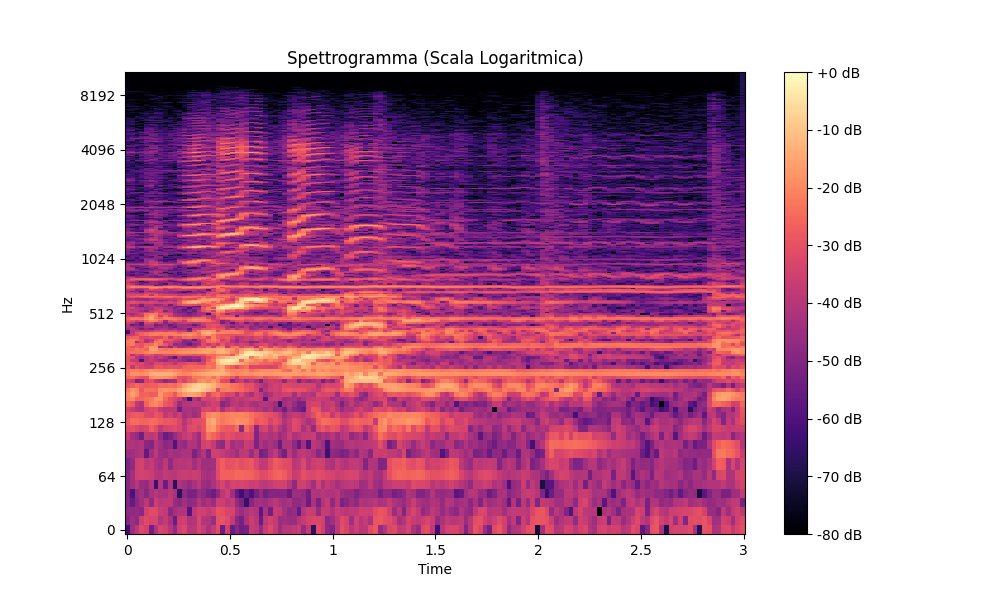 Spettrogramma (Scala Logaritmica)
Hz
8192
4096
2048
1024
512
256
128
64
0
0
0.5
1
1.5
2
2.5
3
Time
+0 dB
-10 dB
-20 dB
-30 dB
-40 dB
-50 dB
-60 dB
-70 dB
-80 dB